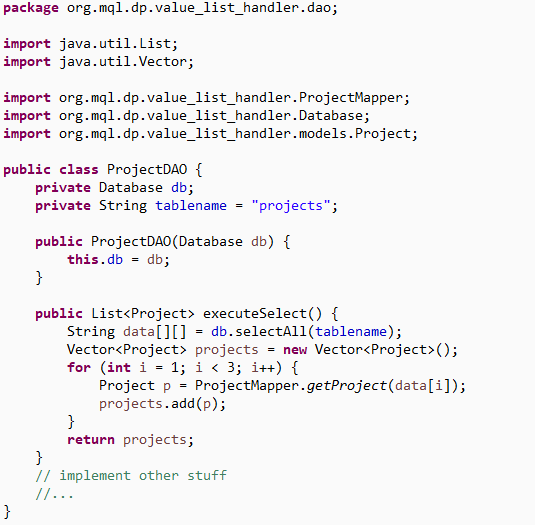 package org.mql.dp.value_list_handler.dao;
import java.util.List;
import java.util.Vector;
import org.mql.dp.value_list_handler.ProjectMapper;
import org.mql.dp.value_list_handler.Database;
import org.mql.dp.value_list_handler.models.Project;
public class ProjectDAO {
    private Database db;
    private String tablename = "projects";
    public ProjectDAO(Database db) {
        this.db = db;
    }
    public List<Project> executeSelect() {
        String data[][] = db.selectAll(tablename);
        Vector<Project> projects = new Vector<Project>();
        for (int i = 1; i < 3; i++) {
            Project p = ProjectMapper.getProject(data[i]);
            projects.add(p);
        }
        return projects;
    }
    // implement other stuff
    //...
}